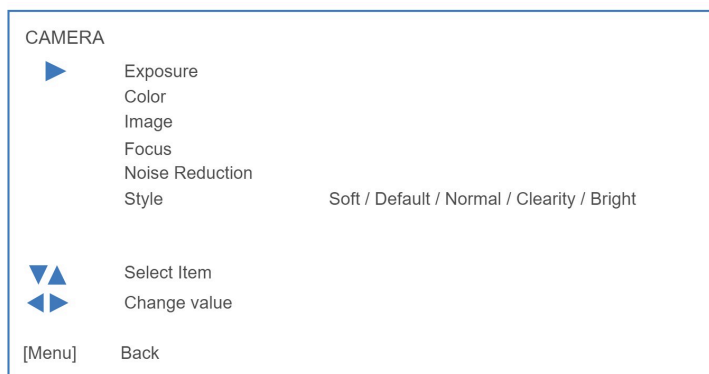 CAMERA
Exposure
Color
Image
Focus
Noise Reduction
Style Soft / Default / Normal / Clearity / Bright
Select Item
Change value
[Menu] Back